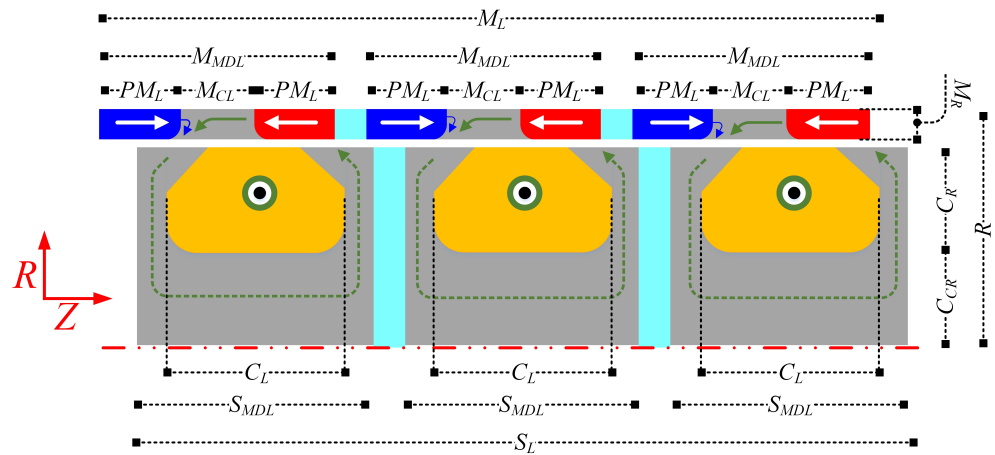 M_L
M_MDL M_MDL M_MDL
PM_L M_CL PM_L PM_L M_CL PM_L PM_L M_CL PM_L
M_R
C_R
R
R
Z
C_CR
C_L C_L C_L
S_MDL S_MDL S_MDL
S_L